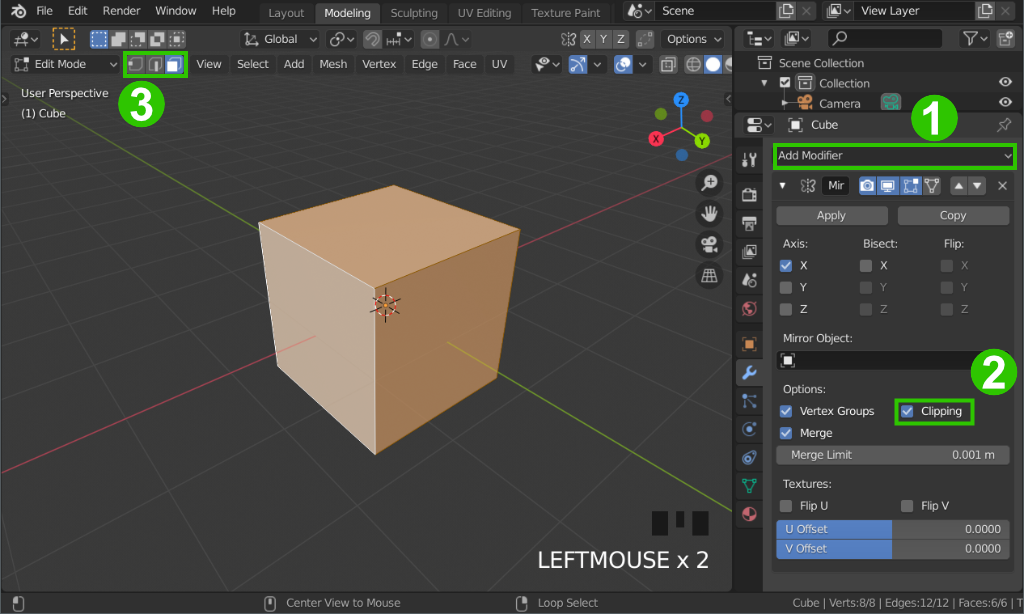 File Edit Render Window Help Layout Modeling Sculpting UV Editing Texture Paint Scene View Layer
Global X Y Z Options
Edit Mode View Select Add Mesh Vertex Edge Face UV
Scene Collection
Collection
Camera
User Perspective
(1) Cube
3
1
Cube
Z
X
Y
Add Modifier
Mir
Apply Copy
Axis: Bisect: Flip:
X X X
Y Y Y
Z Z Z
Mirror Object:
2
Options:
Vertex Groups Clipping
Merge
Merge Limit 0.001 m
Textures:
Flip U Flip V
U Offset 0.0000
V Offset 0.0000
LEFTMOUSE x 2
Center View to Mouse Loop Select Cube | Verts:8/8 | Edges:12/12 | Faces:6/6 | T